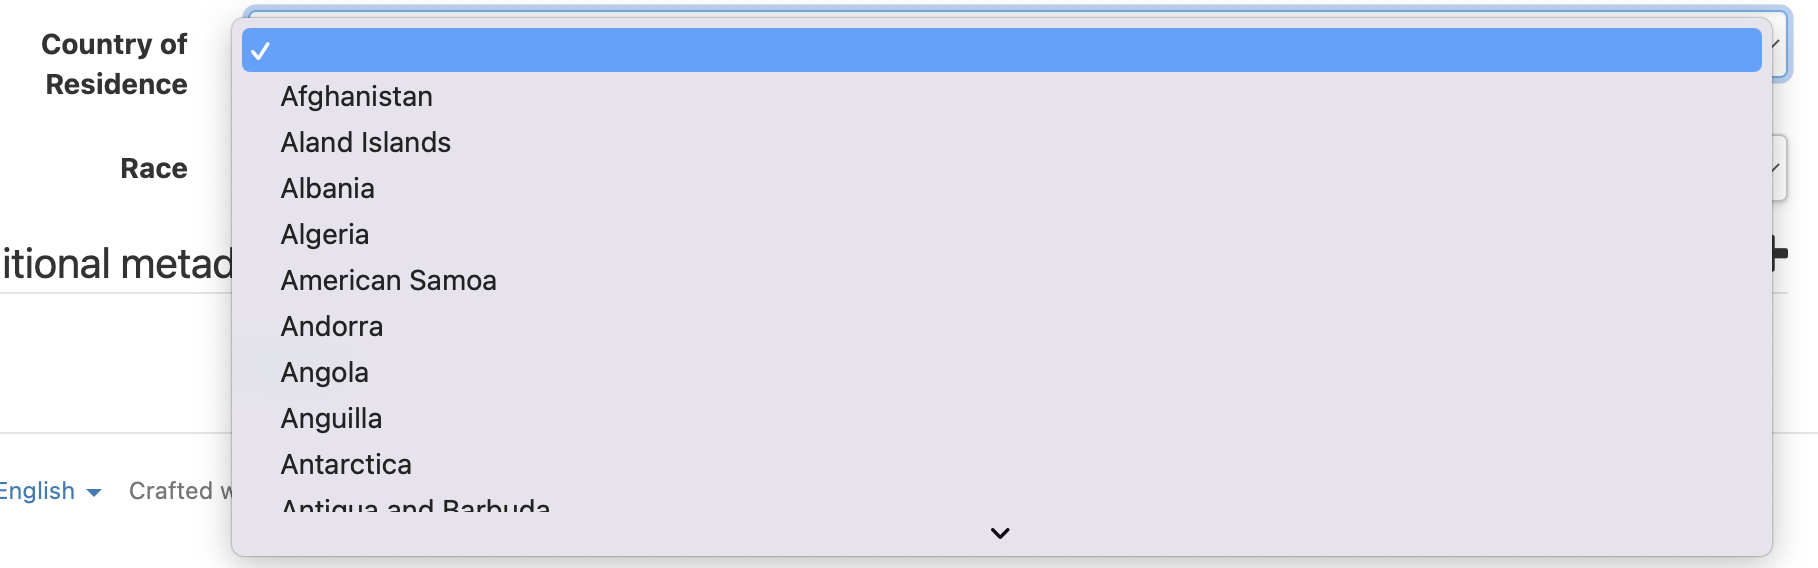 Country of
Residence
Afghanistan
Aland Islands
Albania
Race
Algeria
itional metad
American Samoa
Andorra
Angola
Anguilla
Antarctica
English
Crafted w
Antigua and Barbuda